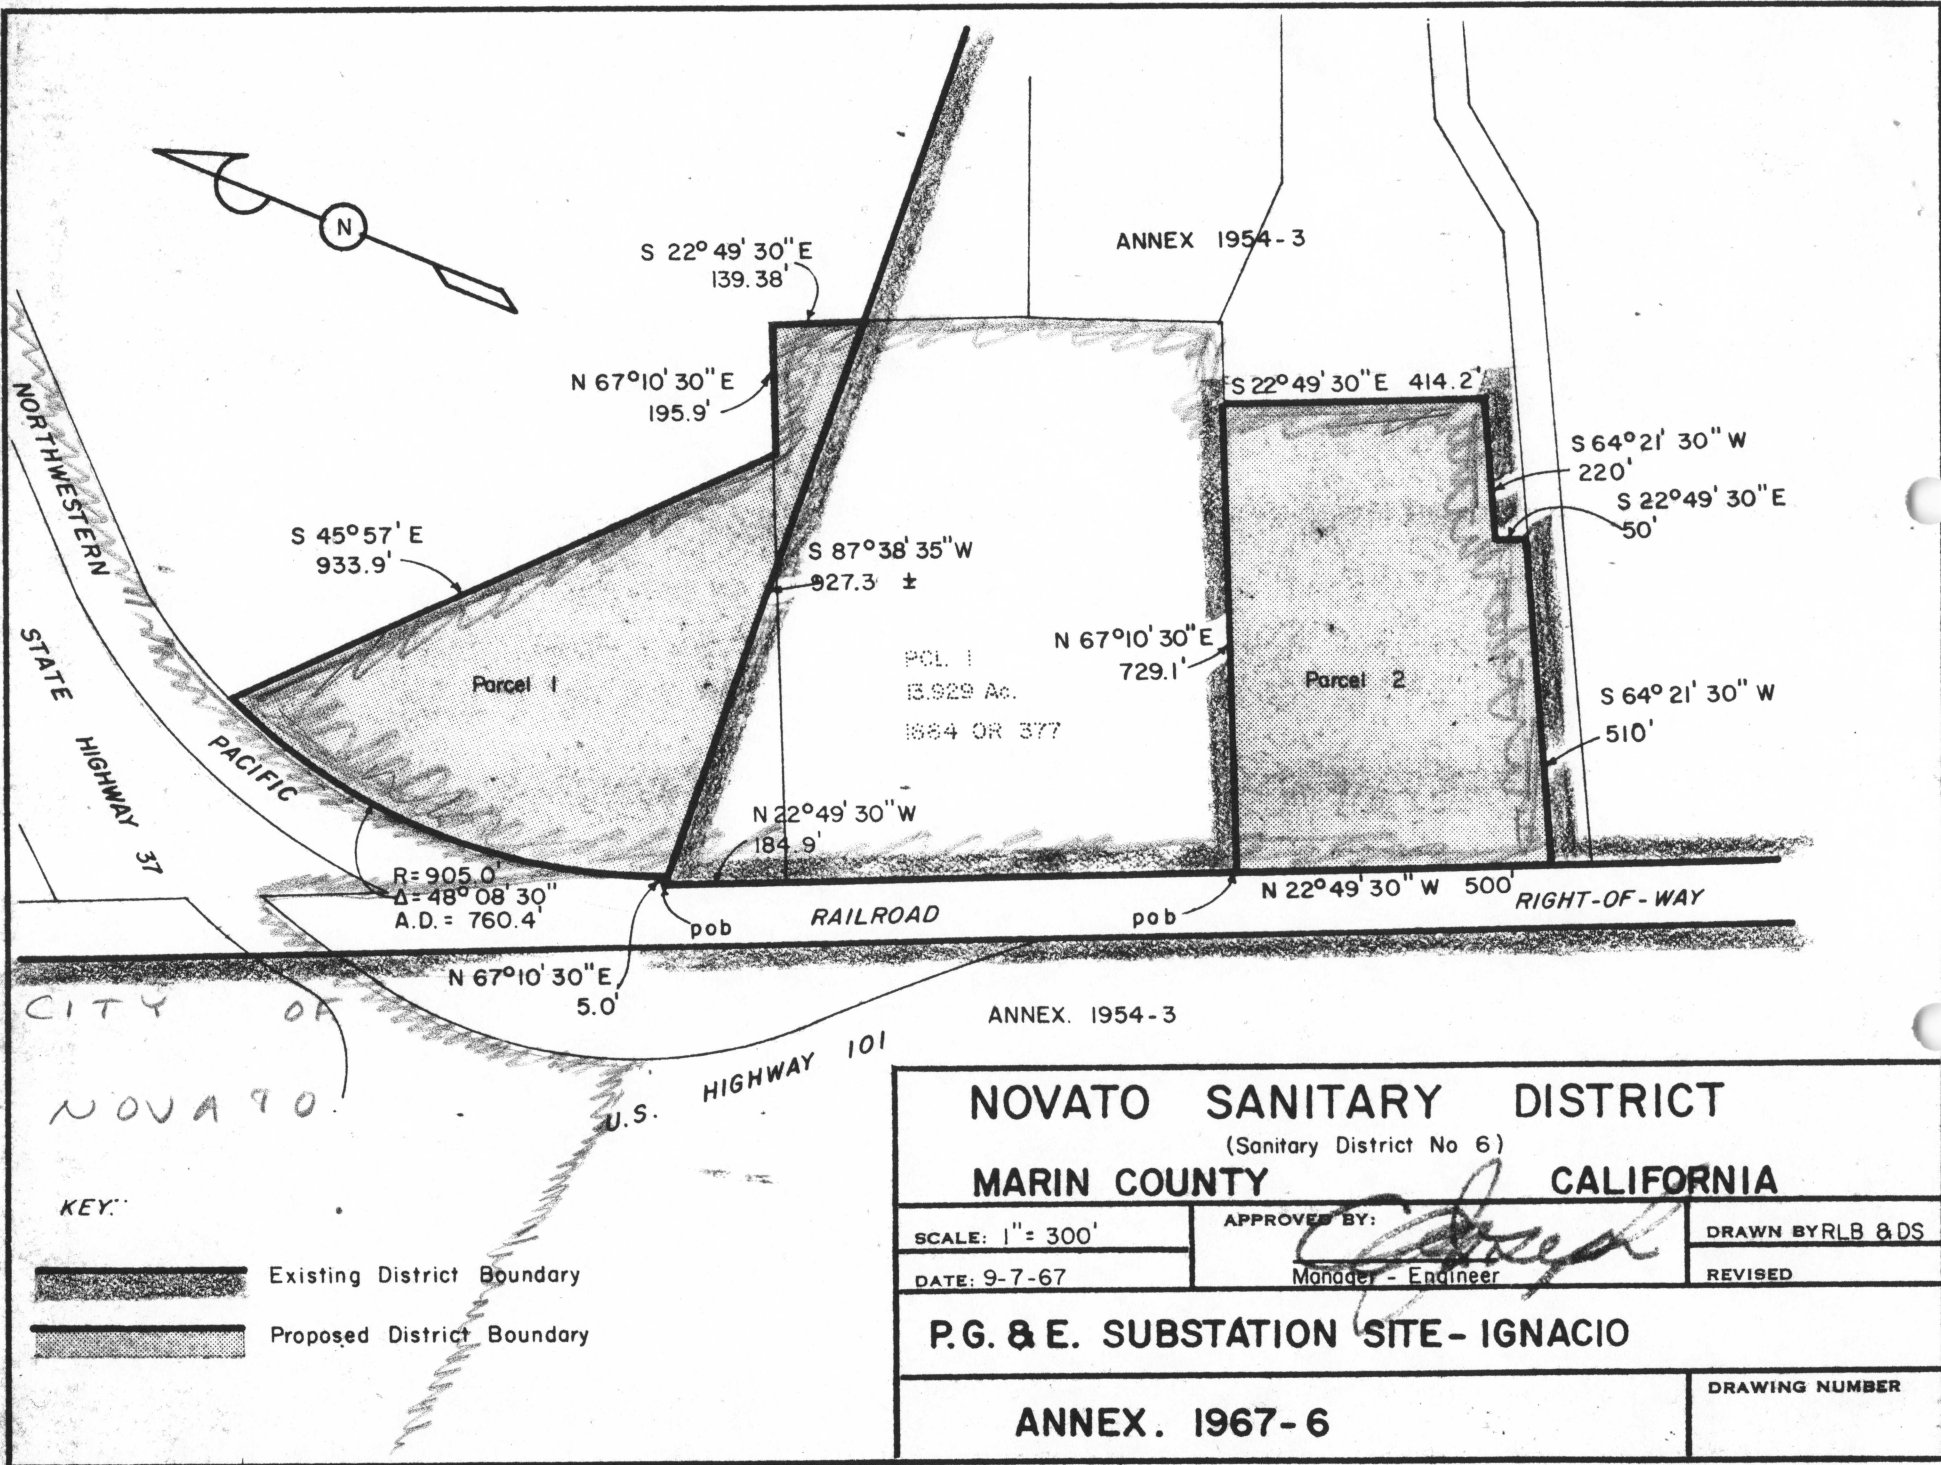 N
S 22° 49' 30" E
139.38'
ANNEX 1954-3
N 67° 10' 30" E
195.9'
S 22° 49' 30" E 414.2'
S 64° 21' 30" W
220'
S 22° 49' 30" E
50'
S 45° 57' E
933.9'
S 87° 38' 35" W
927.3 ±
NORTHWESTERN
PACIFIC
STATE HIGHWAY 37
Parcel 1
PCL. 1
13.929 Ac.
1684 OR 377
N 67° 10' 30" E
729.1'
Parcel 2
S 64° 21' 30" W
510'
N 22° 49' 30" W
184.9'
R = 905.0'
Δ = 48° 08' 30"
A.D. = 760.4'
pob
RAILROAD
pob
N 22° 49' 30" W 500'
RIGHT-OF-WAY
N 67° 10' 30" E
5.0'
CITY OF
NOVATO
ANNEX. 1954-3
U.S. HIGHWAY 101
KEY:
Existing District Boundary
Proposed District Boundary
NOVATO SANITARY DISTRICT
(Sanitary District No 6)
MARIN COUNTY CALIFORNIA
SCALE: 1" = 300'
DATE: 9-7-67
APPROVED BY:
Manager - Engineer
DRAWN BY RLB & DS
REVISED
P.G. & E. SUBSTATION SITE - IGNACIO
ANNEX. 1967-6
DRAWING NUMBER